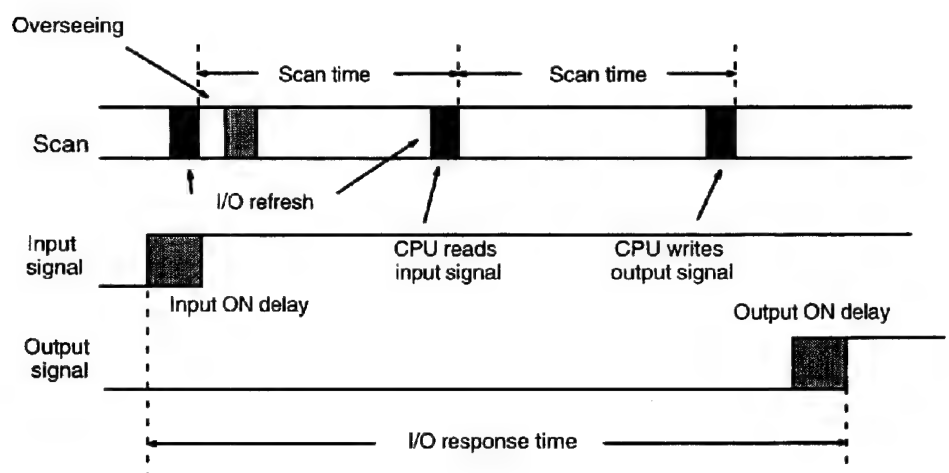 Overseeing
Scan time
Scan time
Scan
I/O refresh
Input
signal
CPU reads
input signal
CPU writes
output signal
Input ON delay
Output ON delay
Output
signal
I/O response time